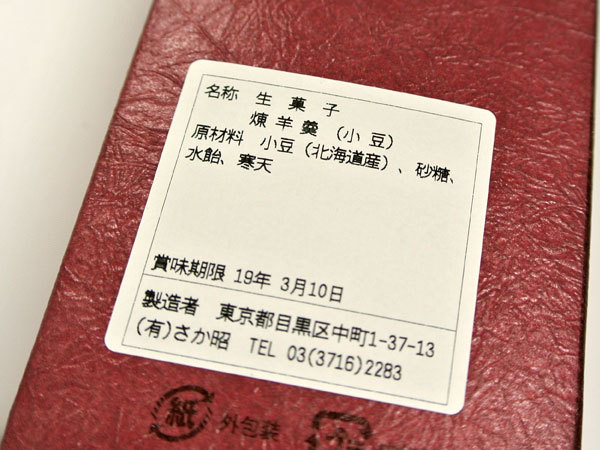 名称 生菓子
煉羊羹 (小豆)
原材料 小豆(北海道産)、砂糖、
水飴、寒天
賞味期限 19年 3月10日
製造者 東京都目黒区中町1-37-13
(有)さか昭 TEL 03(3716)2283
紙 外包装